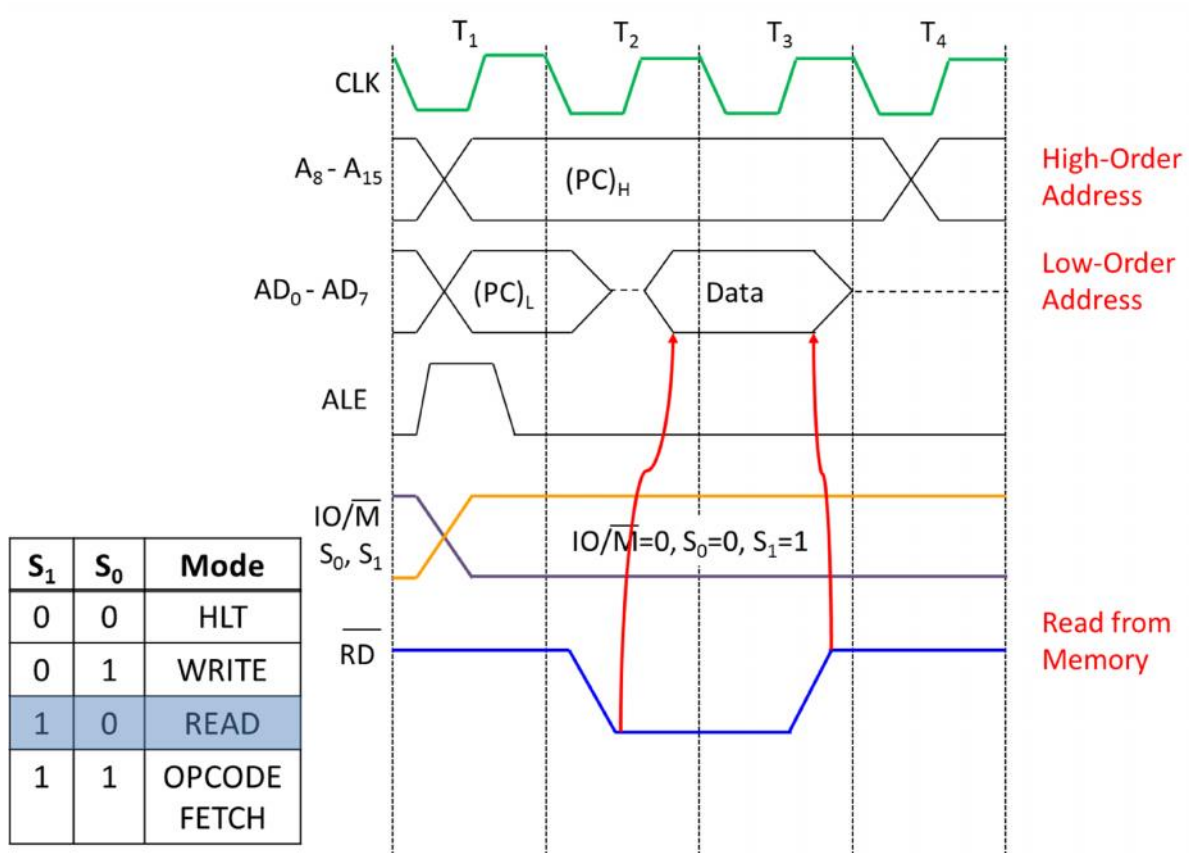 T₁ T₂ T₃ T₄
CLK
A₈ - A₁₅
(PC)H
High-Order
Address
AD₀ - AD₇
(PC)L
Data
Low-Order
Address
ALE
IO/M̅
S₀, S₁
IO/M̅=0, S₀=0, S₁=1
R̅D̅
Read from
Memory
S₁ S₀ Mode
0 0 HLT
0 1 WRITE
1 0 READ
1 1 OPCODE
FETCH